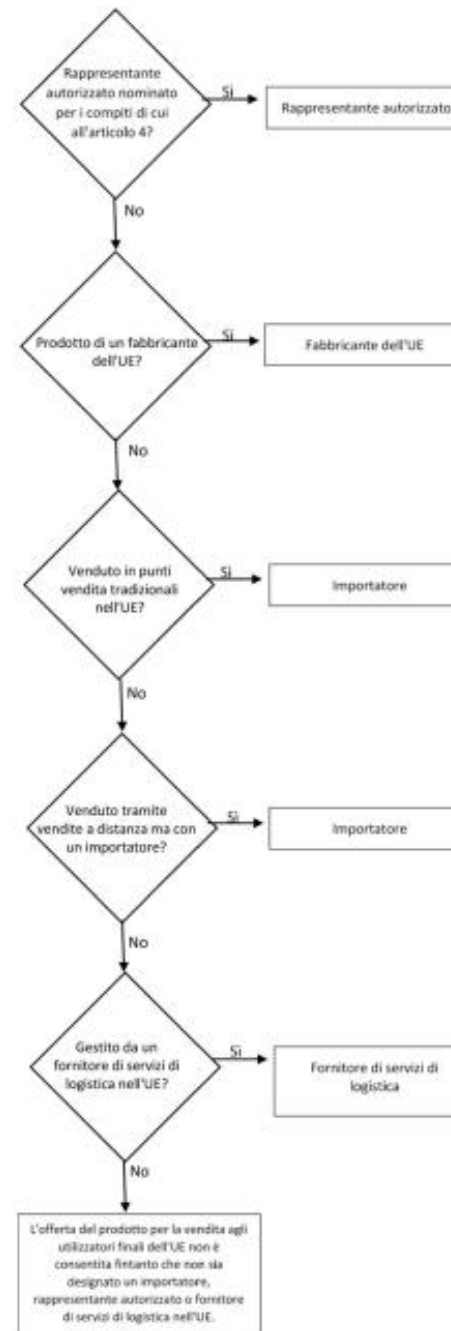 Rappresentante
autorizzato nominato
per i compiti di cui
all'articolo 4?
Sì
Rappresentante autorizzato
No
Prodotto di un fabbricante
dell'UE?
Sì
Fabbricante dell'UE
No
Venduto in punti
vendita tradizionali
nell'UE?
Sì
Importatore
No
Venduto tramite
vendite a distanza ma con
un importatore?
Sì
Importatore
No
Gestito da un
fornitore di servizi di
logistica nell'UE?
Sì
Fornitore di servizi di
logistica
No
L'offerta del prodotto per la vendita agli
utilizzatori finali dell'UE non è
consentita fintanto che non sia
designato un importatore,
rappresentante autorizzato o fornitore
di servizi di logistica nell'UE.